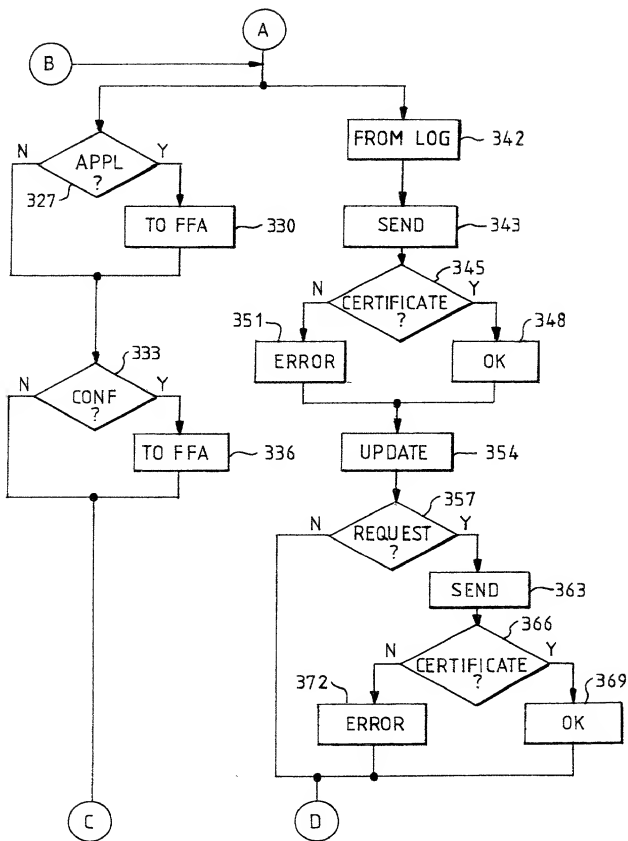 A
B
N APPL ? Y
327
TO FFA 330
FROM LOG 342
SEND 343
345
N CERTIFICATE ? Y
351 348
ERROR OK
333
N CONF ? Y
TO FFA 336
UPDATE 354
357
N REQUEST ? Y
SEND 363
366
N CERTIFICATE ? Y
372 369
ERROR OK
C D